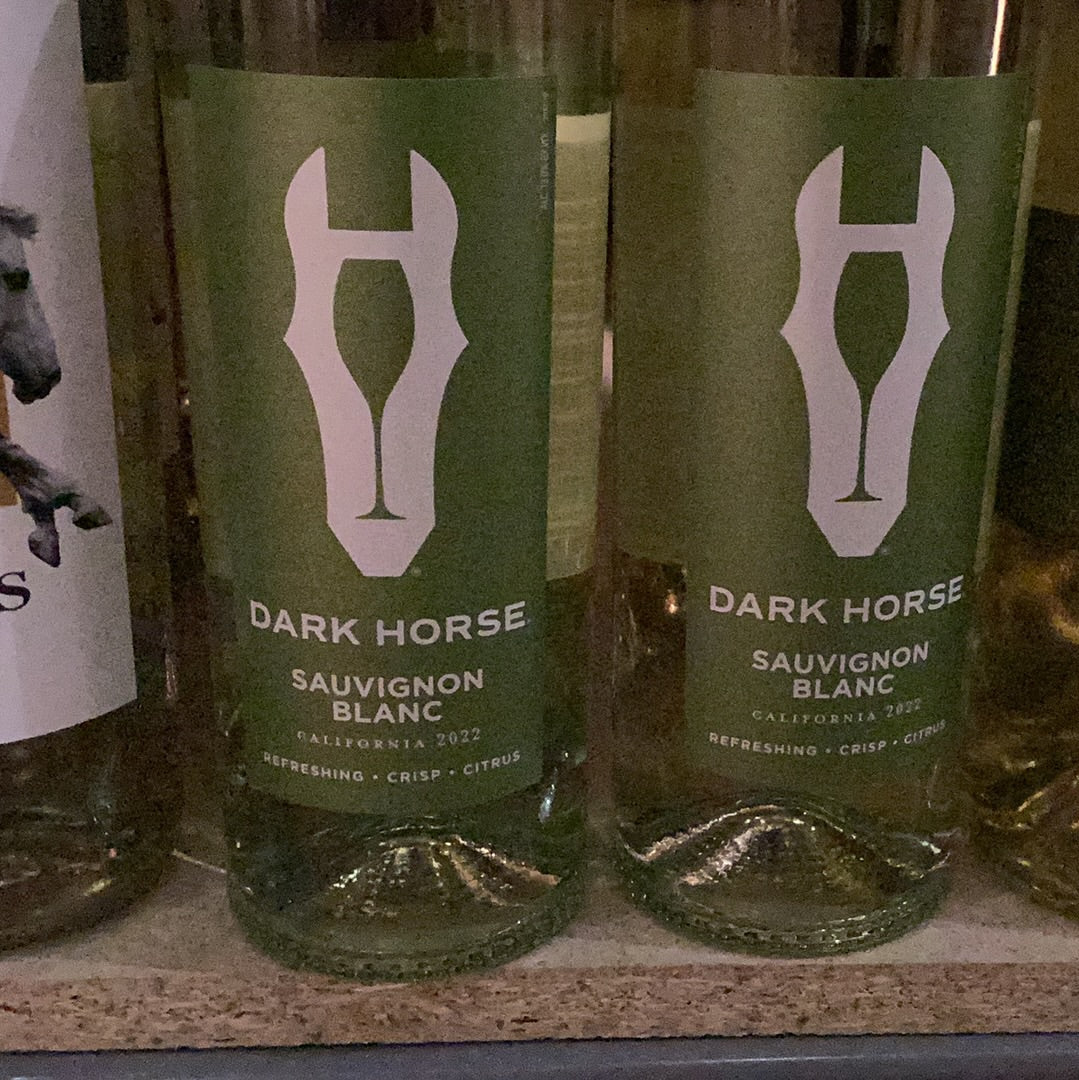 S
DARK HORSE
SAUVIGNON
BLANC
CALIFORNIA 2022
REFRESHING • CRISP • CITRUS
DARK HORSE
SAUVIGNON
BLANC
CALIFORNIA 2022
REFRESHING • CRISP • CITRUS